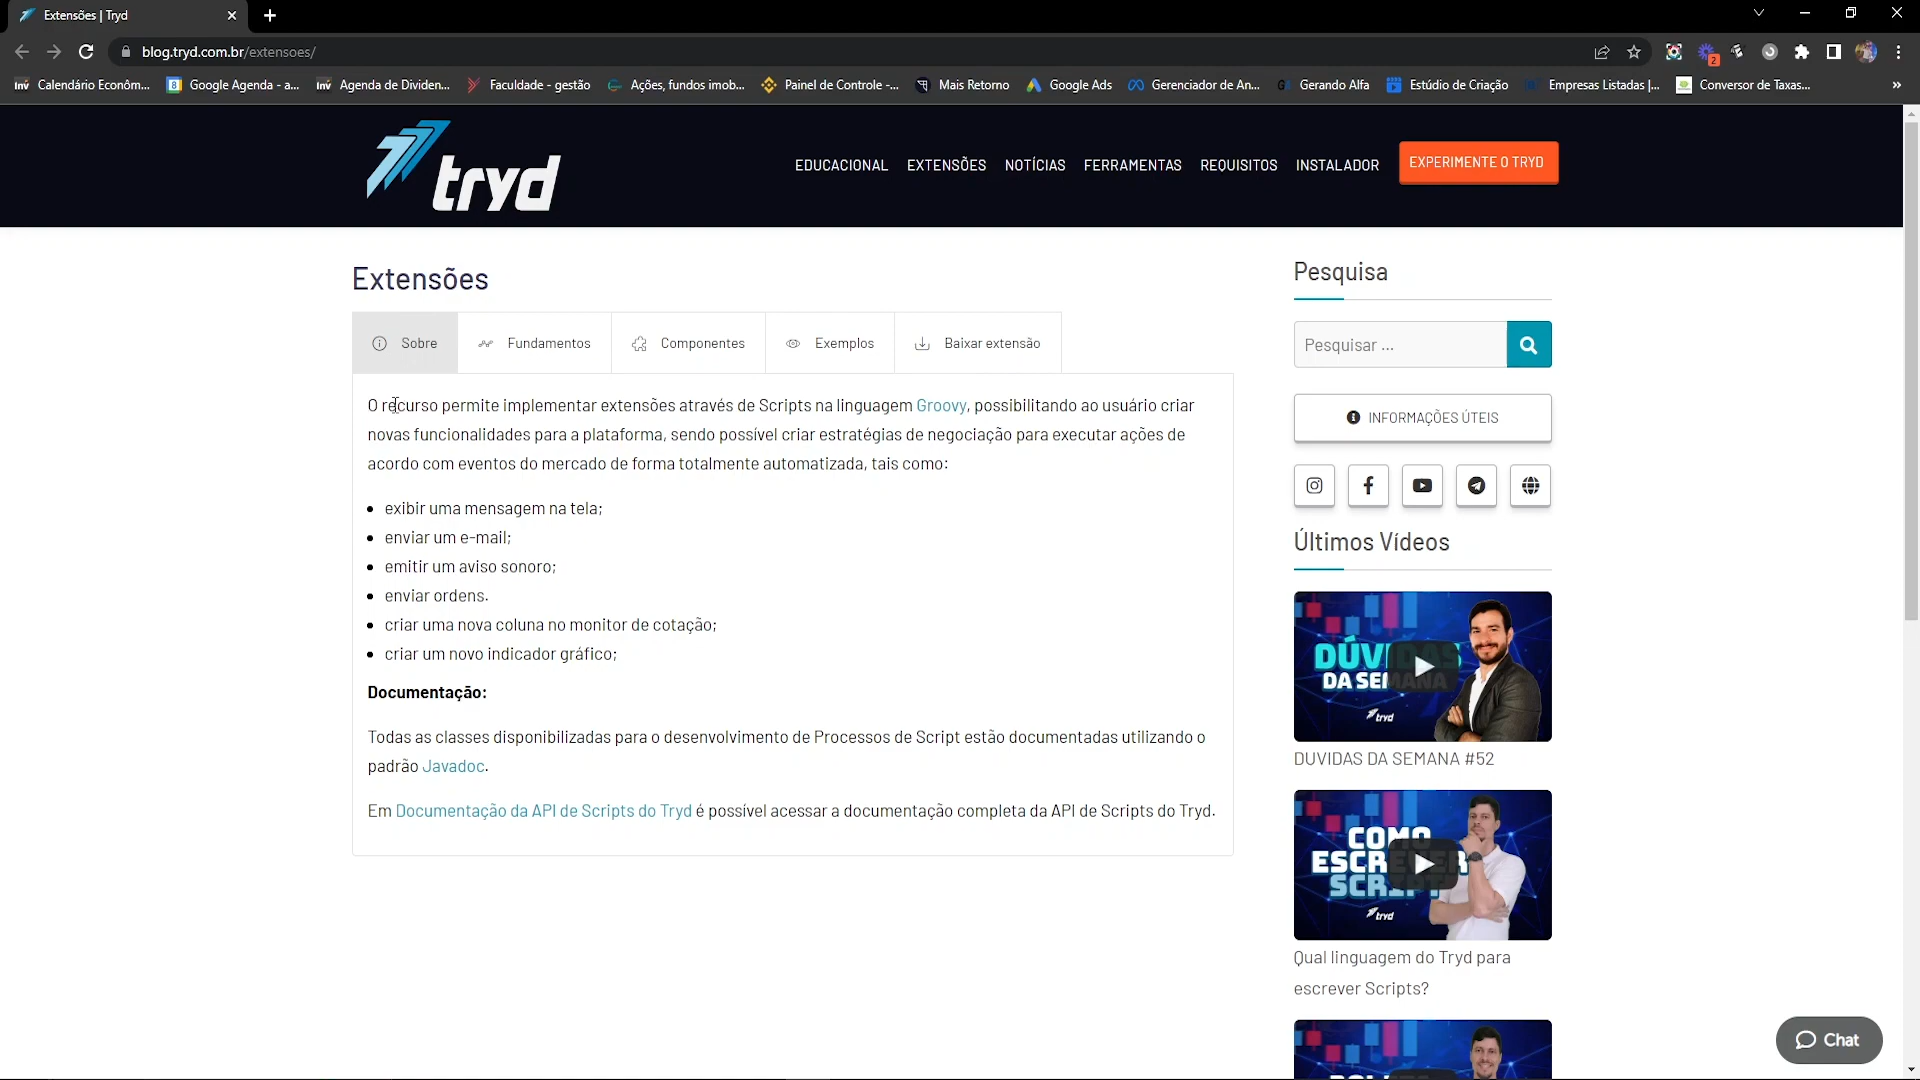 Extensões | Tryd
blog.tryd.com.br/extensoes/
2
Calendário Econôm...
Google Agenda - a...
Agenda de Dividen...
Faculdade - gestão
Ações, fundos imob...
Painel de Controle -...
Mais Retorno
Google Ads
Gerenciador de An...
Gerando Alfa
Estúdio de Criação
Empresas Listadas |...
Conversor de Taxas...
»
tryd
EDUCACIONAL
EXTENSÕES
NOTÍCIAS
FERRAMENTAS
REQUISITOS
INSTALADOR
EXPERIMENTE O TRYD
Extensões
Sobre
Fundamentos
Componentes
Exemplos
Baixar extensão
O recurso permite implementar extensões através de Scripts na linguagem Groovy, possibilitando ao usuário criar
novas funcionalidades para a plataforma, sendo possível criar estratégias de negociação para executar ações de
acordo com eventos do mercado de forma totalmente automatizada, tais como:
exibir uma mensagem na tela;
enviar um e-mail;
emitir um aviso sonoro;
enviar ordens.
criar uma nova coluna no monitor de cotação;
criar um novo indicador gráfico;
Documentação:
Todas as classes disponibilizadas para o desenvolvimento de Processos de Script estão documentadas utilizando o
padrão Javadoc.
Em Documentação da API de Scripts do Tryd é possível acessar a documentação completa da API de Scripts do Tryd.
Pesquisa
Pesquisar ...
INFORMAÇÕES ÚTEIS
Últimos Vídeos
DA
tryd
DUVIDAS DA SEMANA #52
COMO
tryd
Qual linguagem do Tryd para
escrever Scripts?
Chat